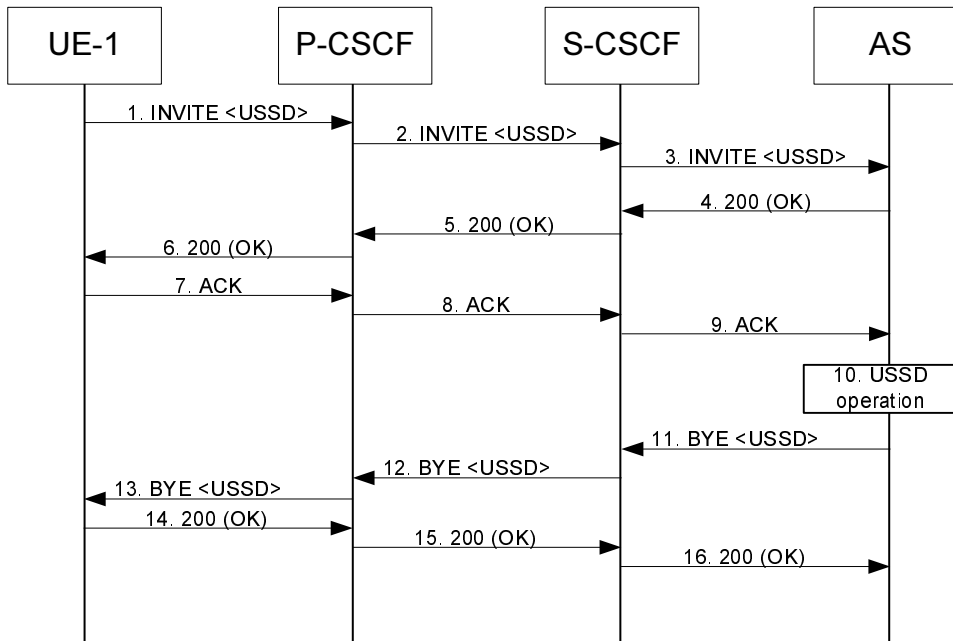 UE-1
P-CSCF
S-CSCF
AS
1. INVITE <USSD>
2. INVITE <USSD>
3. INVITE <USSD>
4. 200 (OK)
5. 200 (OK)
6. 200 (OK)
7. ACK
8. ACK
9. ACK
10. USSD
operation
11. BYE <USSD>
12. BYE <USSD>
13. BYE <USSD>
14. 200 (OK)
15. 200 (OK)
16. 200 (OK)